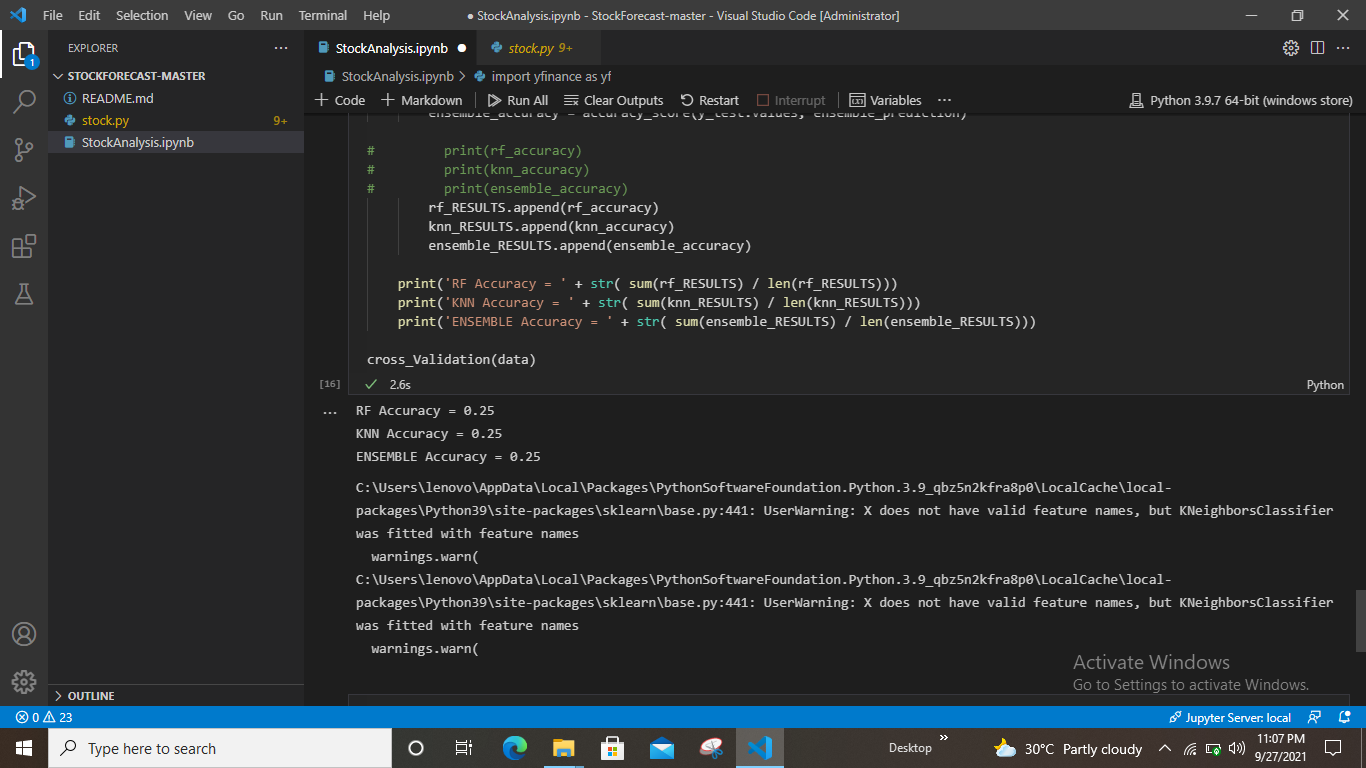 File Edit Selection View Go Run Terminal Help
● StockAnalysis.ipynb - StockForecast-master - Visual Studio Code [Administrator]
EXPLORER
STOCKFORECAST-MASTER
README.md
stock.py 9+
StockAnalysis.ipynb
OUTLINE
1
StockAnalysis.ipynb ●
stock.py 9+
StockAnalysis.ipynb > import yfinance as yf
+ Code + Markdown Run All Clear Outputs Restart Interrupt Variables ...
Python 3.9.7 64-bit (windows store)
ensemble_accuracy = accuracy_score(y_test.values, ensemble_prediction)
# print(rf_accuracy)
# print(knn_accuracy)
# print(ensemble_accuracy)
rf_RESULTS.append(rf_accuracy)
knn_RESULTS.append(knn_accuracy)
ensemble_RESULTS.append(ensemble_accuracy)
print('RF Accuracy = ' + str( sum(rf_RESULTS) / len(rf_RESULTS)))
print('KNN Accuracy = ' + str( sum(knn_RESULTS) / len(knn_RESULTS)))
print('ENSEMBLE Accuracy = ' + str( sum(ensemble_RESULTS) / len(ensemble_RESULTS)))
cross_Validation(data)
[16] ✓ 2.6s Python
... RF Accuracy = 0.25
KNN Accuracy = 0.25
ENSEMBLE Accuracy = 0.25
C:\Users\lenovo\AppData\Local\Packages\PythonSoftwareFoundation.Python.3.9_qbz5n2kfra8p0\LocalCache\local-
packages\Python39\site-packages\sklearn\base.py:441: UserWarning: X does not have valid feature names, but KNeighborsClassifier
was fitted with feature names
warnings.warn(
C:\Users\lenovo\AppData\Local\Packages\PythonSoftwareFoundation.Python.3.9_qbz5n2kfra8p0\LocalCache\local-
packages\Python39\site-packages\sklearn\base.py:441: UserWarning: X does not have valid feature names, but KNeighborsClassifier
was fitted with feature names
warnings.warn(
Activate Windows
Go to Settings to activate Windows.
0 23
Jupyter Server: local
Type here to search
Desktop »
30°C Partly cloudy
11:07 PM
9/27/2021